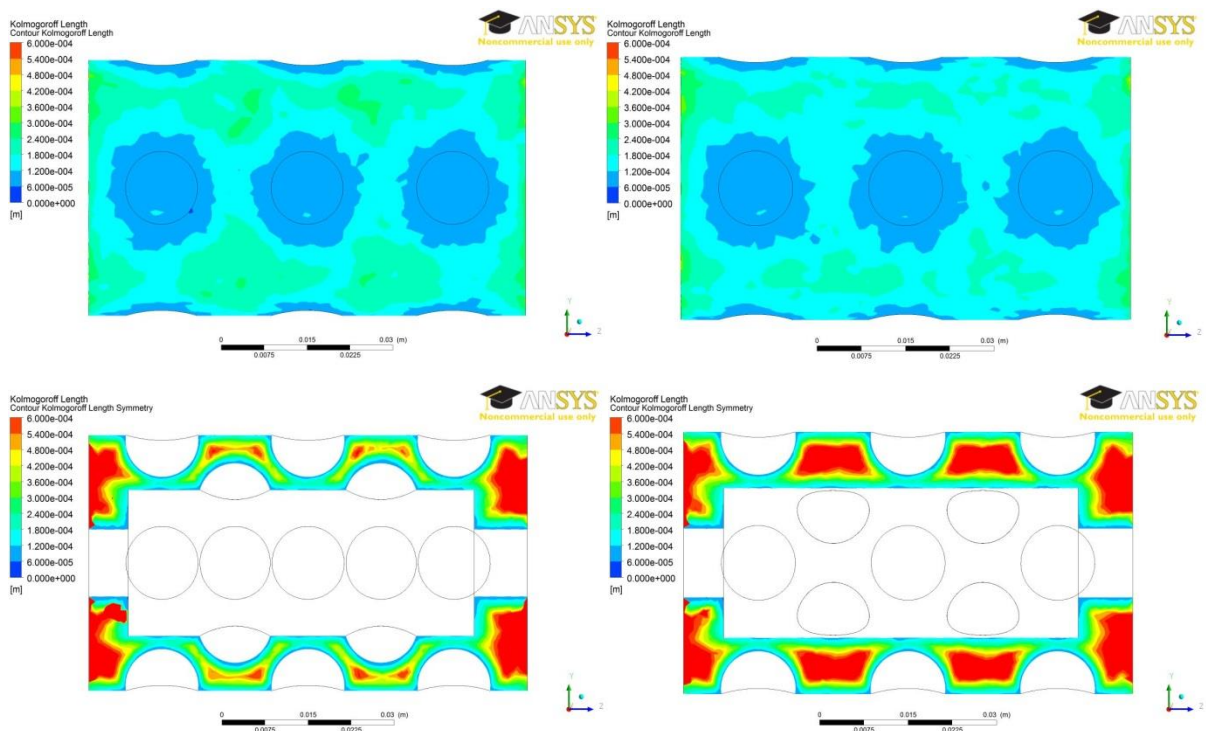 Kolmogoroff Length
Contour Kolmogoroff Length
6.000e-004
5.400e-004
4.800e-004
4.200e-004
3.600e-004
3.000e-004
2.400e-004
1.800e-004
1.200e-004
6.000e-005
0.000e+000
[m]
ANSYS
Noncommercial use only
0 0.015 0.03 (m)
0.0075 0.0225
Y
Z
Kolmogoroff Length
Contour Kolmogoroff Length
6.000e-004
5.400e-004
4.800e-004
4.200e-004
3.600e-004
3.000e-004
2.400e-004
1.800e-004
1.200e-004
6.000e-005
0.000e+000
[m]
ANSYS
Noncommercial use only
0 0.015 0.03 (m)
0.0075 0.0225
Y
Z
Kolmogoroff Length
Contour Kolmogoroff Length Symmetry
6.000e-004
5.400e-004
4.800e-004
4.200e-004
3.600e-004
3.000e-004
2.400e-004
1.800e-004
1.200e-004
6.000e-005
0.000e+000
[m]
ANSYS
Noncommercial use only
0 0.015 0.03 (m)
0.0075 0.0225
Y
Z
Kolmogoroff Length
Contour Kolmogoroff Length Symmetry
6.000e-004
5.400e-004
4.800e-004
4.200e-004
3.600e-004
3.000e-004
2.400e-004
1.800e-004
1.200e-004
6.000e-005
0.000e+000
[m]
ANSYS
Noncommercial use only
0 0.015 0.03 (m)
0.0075 0.0225
Y
Z